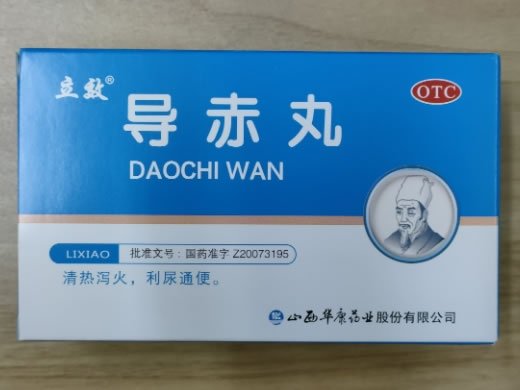 立效®
OTC
导赤丸
DAOCHI WAN
LIXIAO 批准文号：国药准字 Z20073195
清热泻火，利尿通便。
山西华康药业股份有限公司